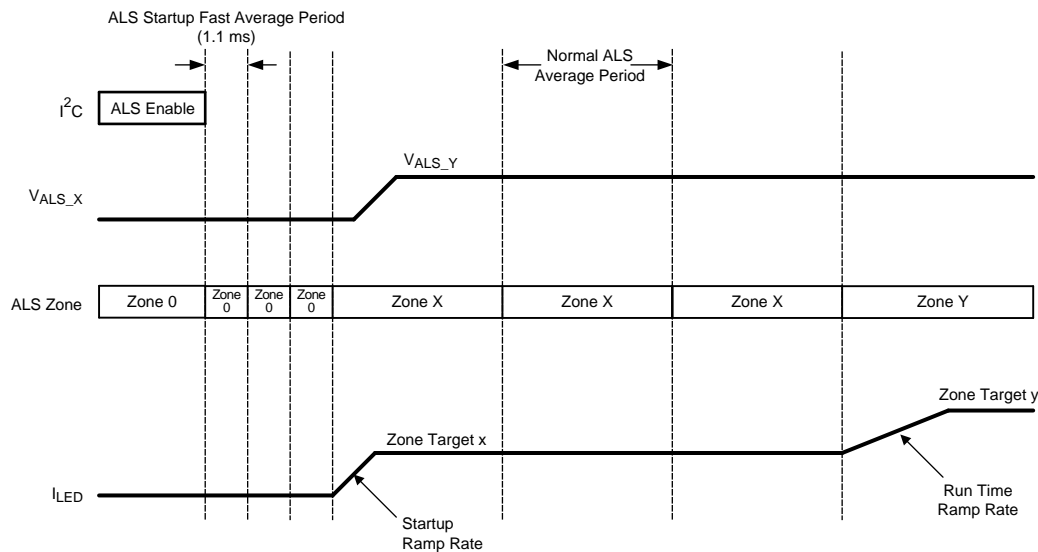 ALS Startup Fast Average Period
(1.1 ms)
Normal ALS
Average Period
I²C
ALS Enable
VALS_Y
VALS_X
ALS Zone
Zone 0
Zone
0
Zone
0
Zone
0
Zone X
Zone X
Zone X
Zone Y
Zone Target y
Zone Target x
ILED
Startup
Ramp Rate
Run Time
Ramp Rate